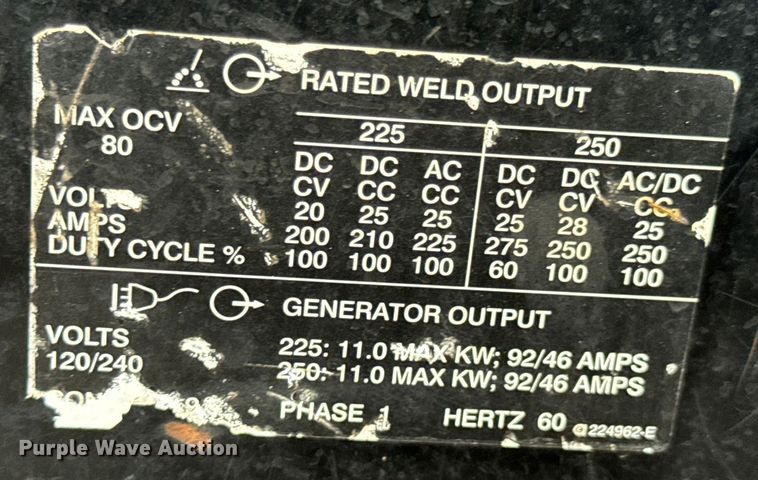 RATED WELD OUTPUT
MAX OCV
80
225 250
DC DC AC DC DC AC/DC
CV CC CC CV CV CC
VOLTS 20 25 25 25 28 25
AMPS 200 210 225 275 250 250
DUTY CYCLE % 100 100 100 60 100 100
GENERATOR OUTPUT
VOLTS
120/240
225: 11.0 MAX KW; 92/46 AMPS
250: 11.0 MAX KW; 92/46 AMPS
PHASE 1 HERTZ 60 224962-E
Purple Wave Auction